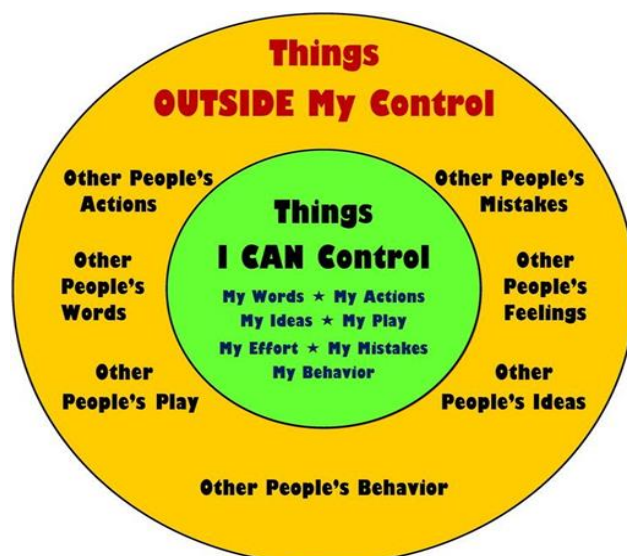 Things
OUTSIDE My Control
Other People's
Actions
Other People's
Mistakes
Things
I CAN Control
My Words ★ My Actions
My Ideas ★ My Play
My Effort ★ My Mistakes
My Behavior
Other
People's
Words
Other
People's
Feelings
Other
People's Play
Other
People's Ideas
Other People's Behavior